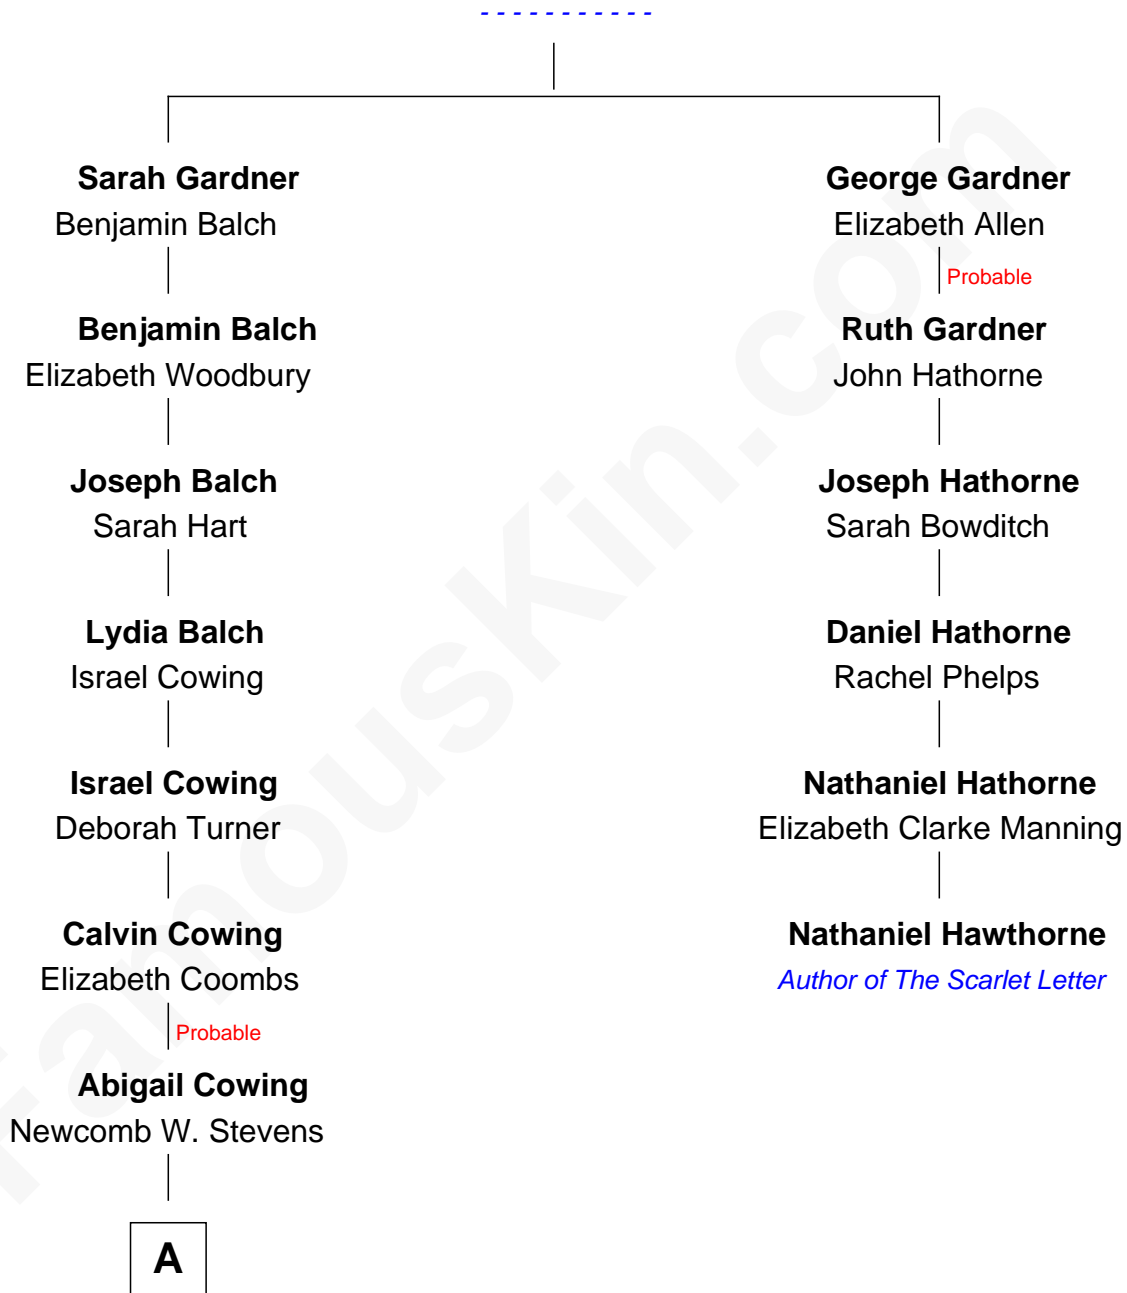 - - - - - - - - - - -
Sarah Gardner
Benjamin Balch
George Gardner
Elizabeth Allen
Probable
Benjamin Balch
Elizabeth Woodbury
Ruth Gardner
John Hathorne
Joseph Balch
Sarah Hart
Joseph Hathorne
Sarah Bowditch
Lydia Balch
Israel Cowing
Daniel Hathorne
Rachel Phelps
Israel Cowing
Deborah Turner
Nathaniel Hathorne
Elizabeth Clarke Manning
Calvin Cowing
Elizabeth Coombs
Nathaniel Hawthorne
Author of The Scarlet Letter
Probable
Abigail Cowing
Newcomb W. Stevens
A
FamousKin.com